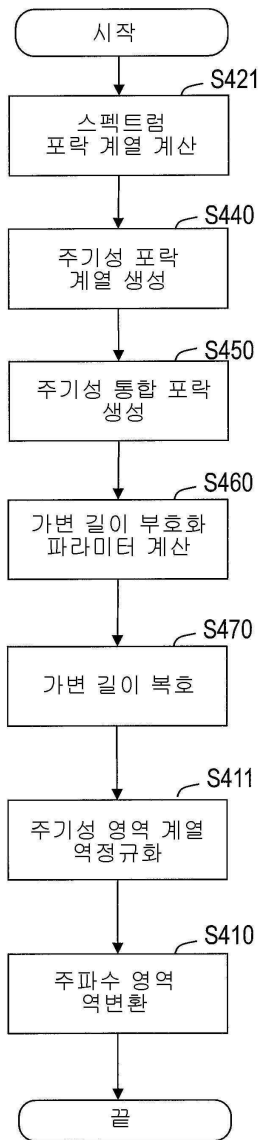 시작
S421
스펙트럼
포락 계열 계산
S440
주기성 포락
계열 생성
S450
주기성 통합 포락
생성
S460
가변 길이 부호화
파라미터 계산
S470
가변 길이 복호
S411
주기성 영역 계열
역정규화
S410
주파수 영역
역변환
끝